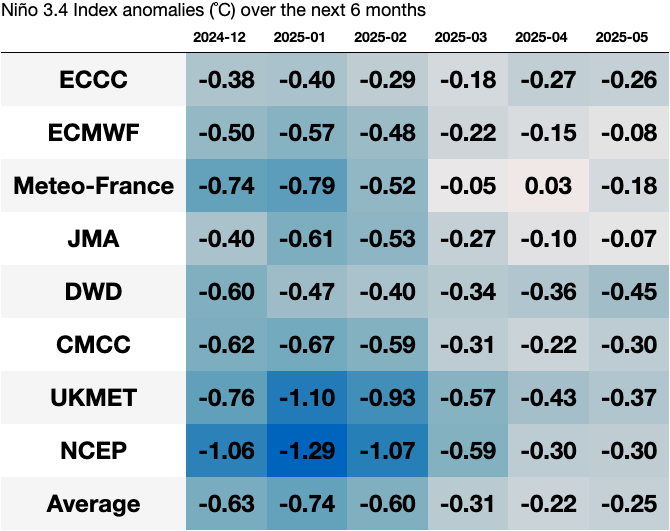 Niño 3.4 Index anomalies (°C) over the next 6 months
2024-12 2025-01 2025-02 2025-03 2025-04 2025-05
ECCC -0.38 -0.40 -0.29 -0.18 -0.27 -0.26
ECMWF -0.50 -0.57 -0.48 -0.22 -0.15 -0.08
Meteo-France -0.74 -0.79 -0.52 -0.05 0.03 -0.18
JMA -0.40 -0.61 -0.53 -0.27 -0.10 -0.07
DWD -0.60 -0.47 -0.40 -0.34 -0.36 -0.45
CMCC -0.62 -0.67 -0.59 -0.31 -0.22 -0.30
UKMET -0.76 -1.10 -0.93 -0.57 -0.43 -0.37
NCEP -1.06 -1.29 -1.07 -0.59 -0.30 -0.30
Average -0.63 -0.74 -0.60 -0.31 -0.22 -0.25